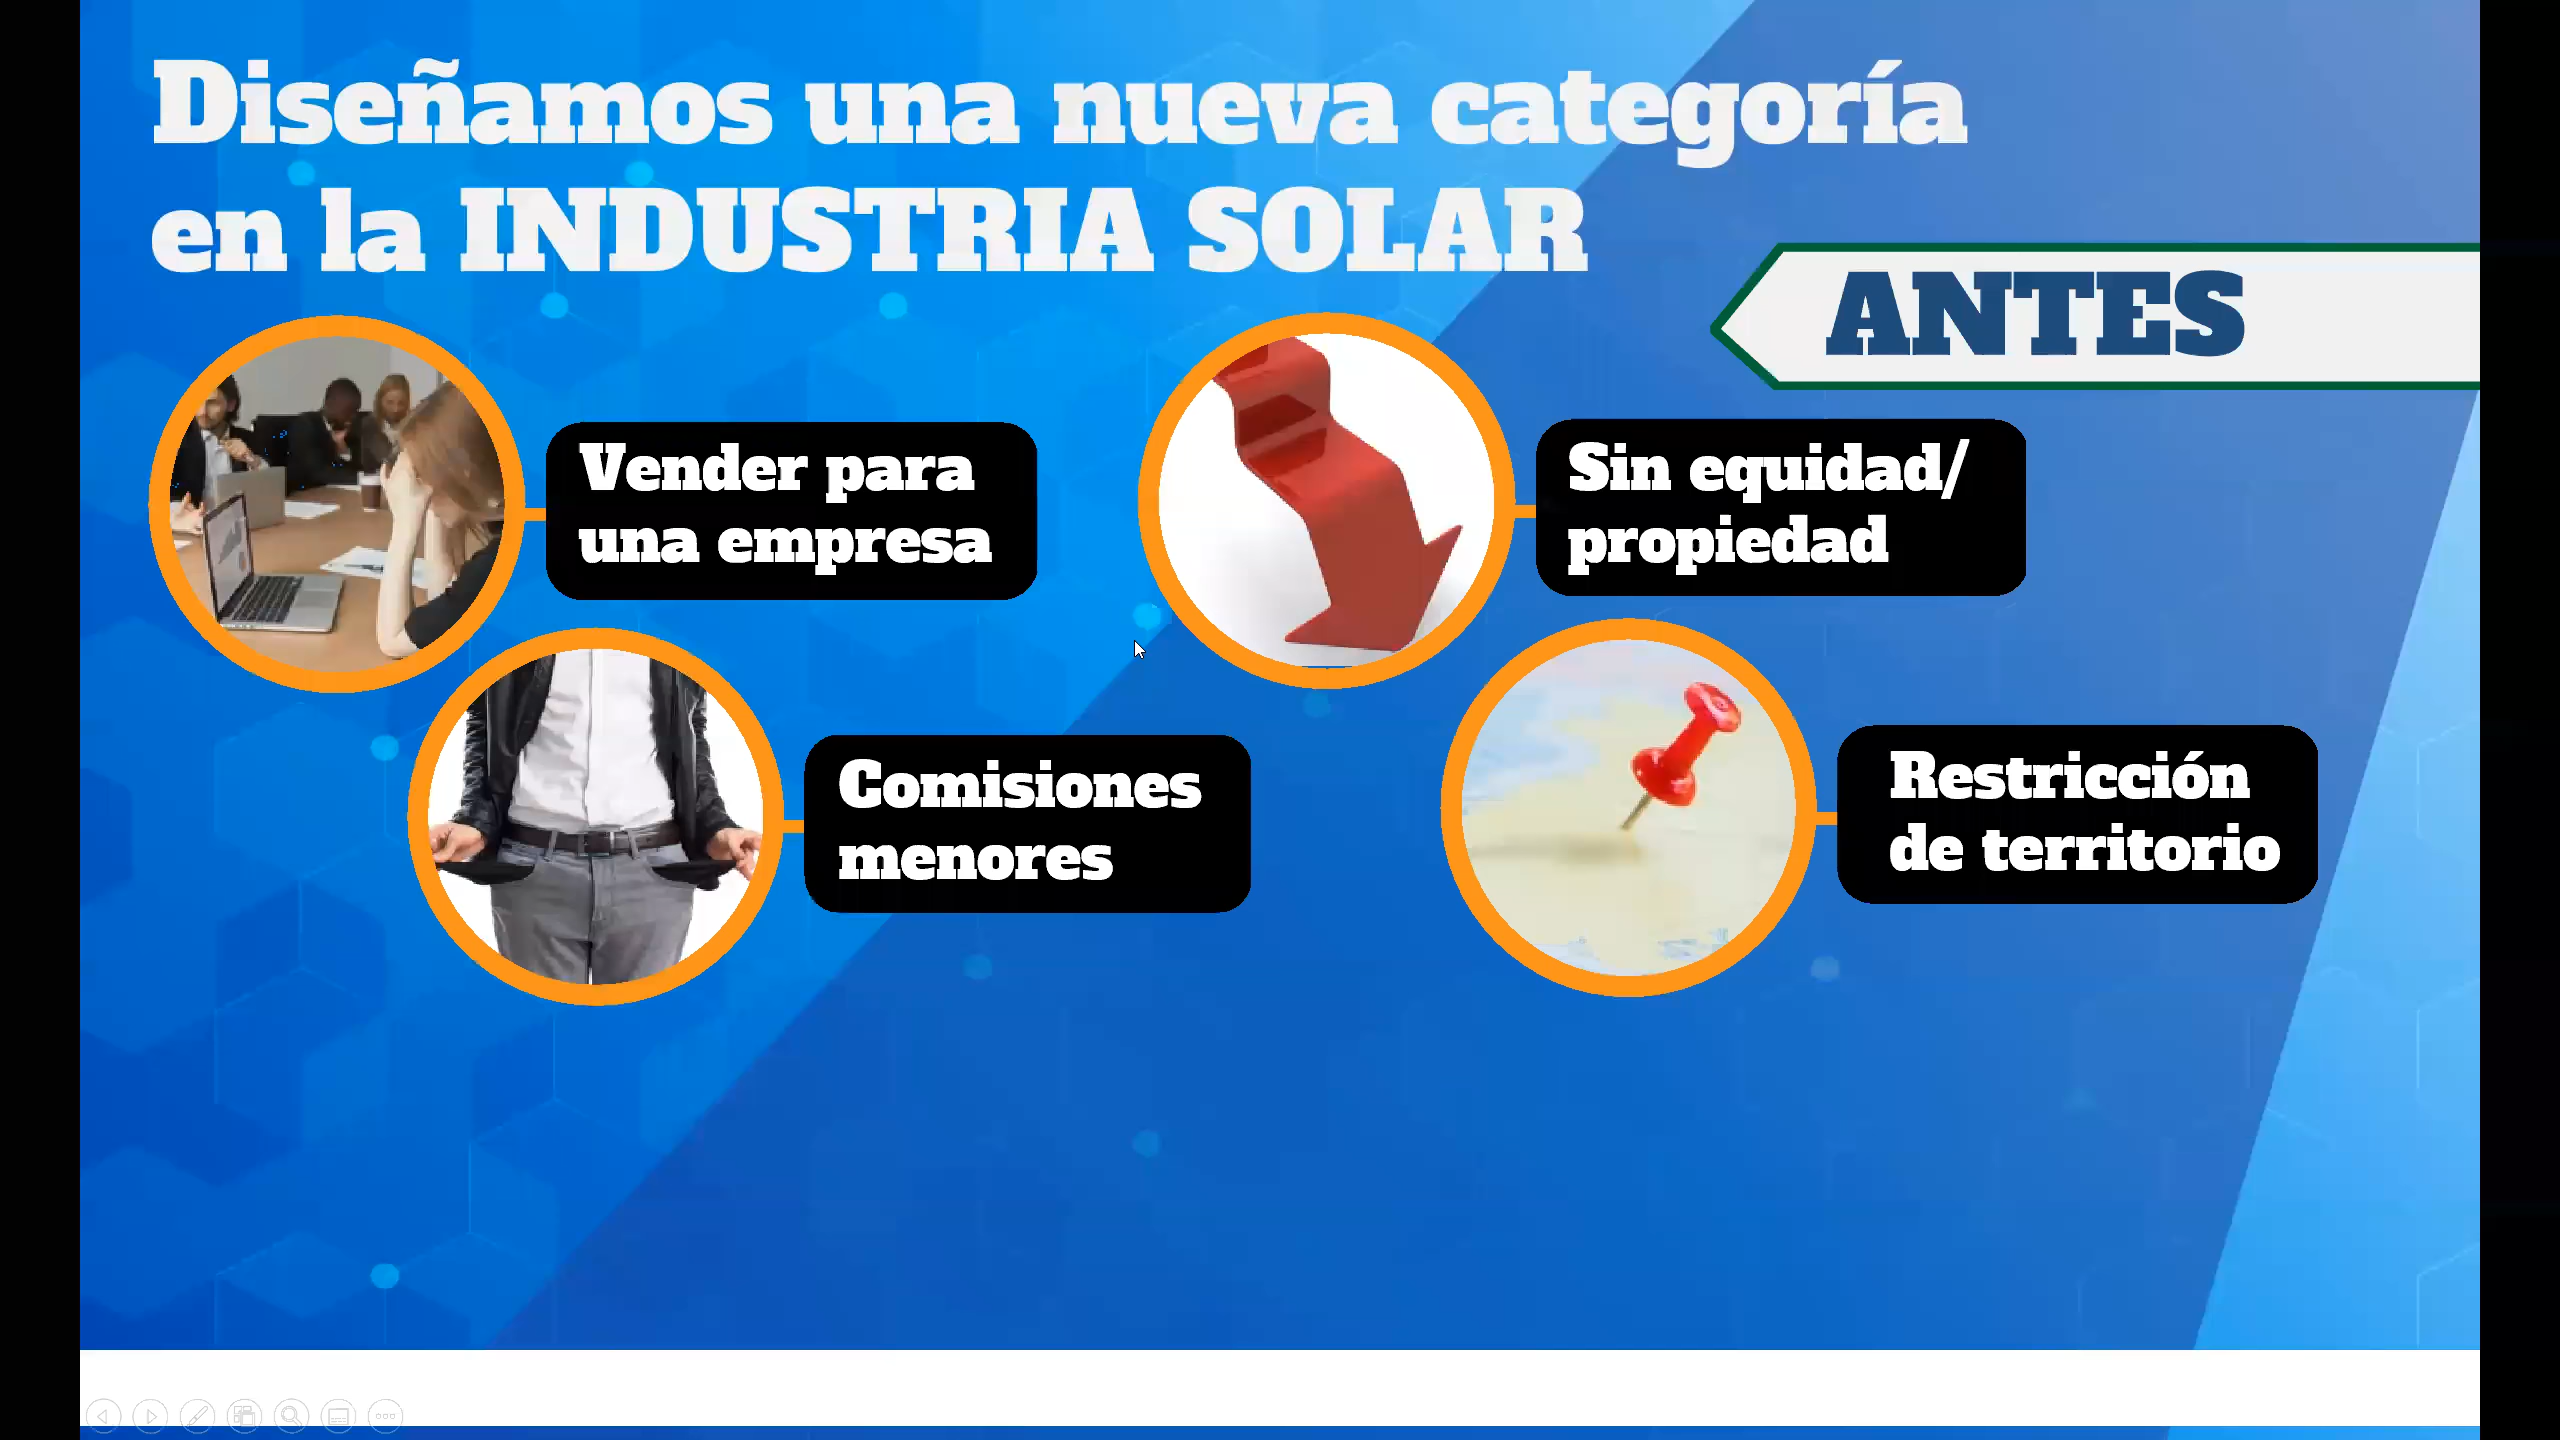 Diseñamos una nueva categoría
en la INDUSTRIA SOLAR
ANTES
Vender para
una empresa
Sin equidad/
propiedad
Comisiones
menores
Restricción
de territorio